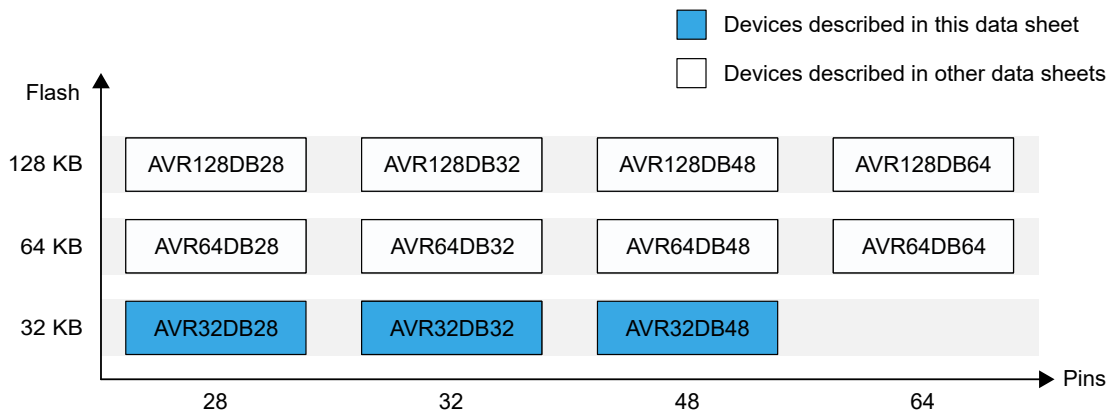 Devices described in this data sheet
Devices described in other data sheets
Flash
128 KB AVR128DB28 AVR128DB32 AVR128DB48 AVR128DB64
64 KB AVR64DB28 AVR64DB32 AVR64DB48 AVR64DB64
32 KB AVR32DB28 AVR32DB32 AVR32DB48
Pins
28 32 48 64